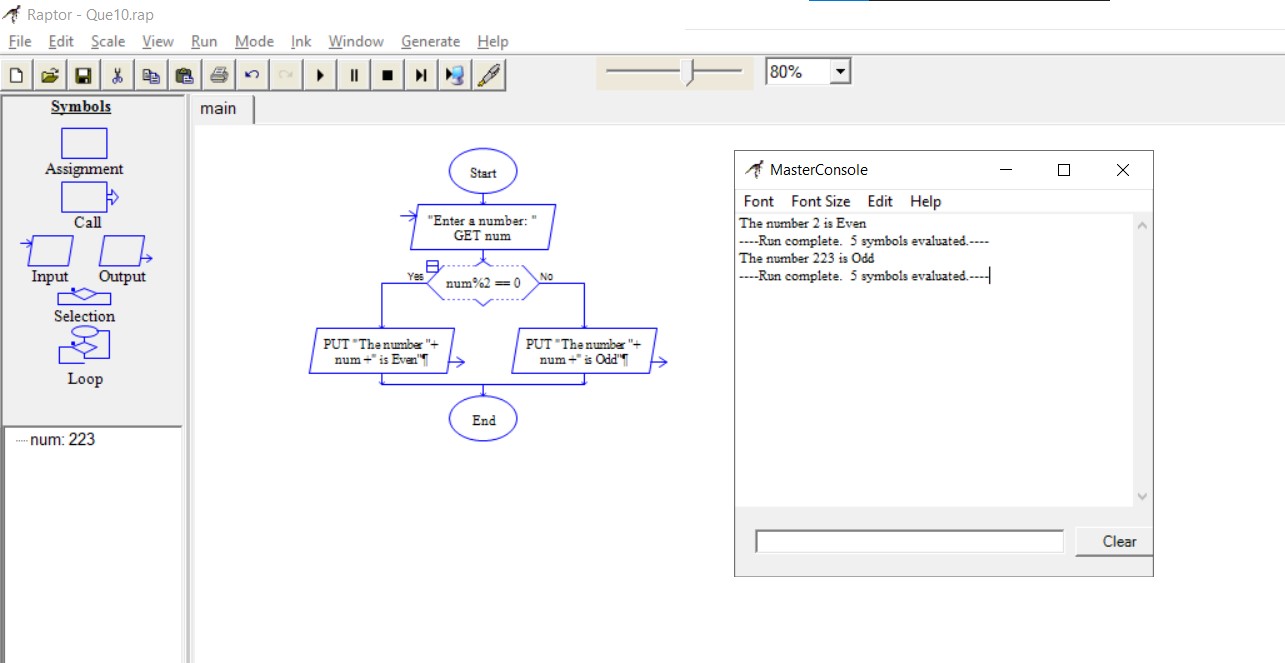 Raptor - Que10.rap
File Edit Scale View Run Mode Ink Window Generate Help
80%
Symbols
Assignment
Call
Input Output
Selection
Loop
num: 223
main
Start
"Enter a number: "
GET num
Yes
num%2 == 0
No
PUT "The number "+
num +" is Even"¶
PUT "The number "+
num +" is Odd"¶
End
MasterConsole
Font Font Size Edit Help
The number 2 is Even
----Run complete.  5 symbols evaluated.----
The number 223 is Odd
----Run complete.  5 symbols evaluated.----
Clear